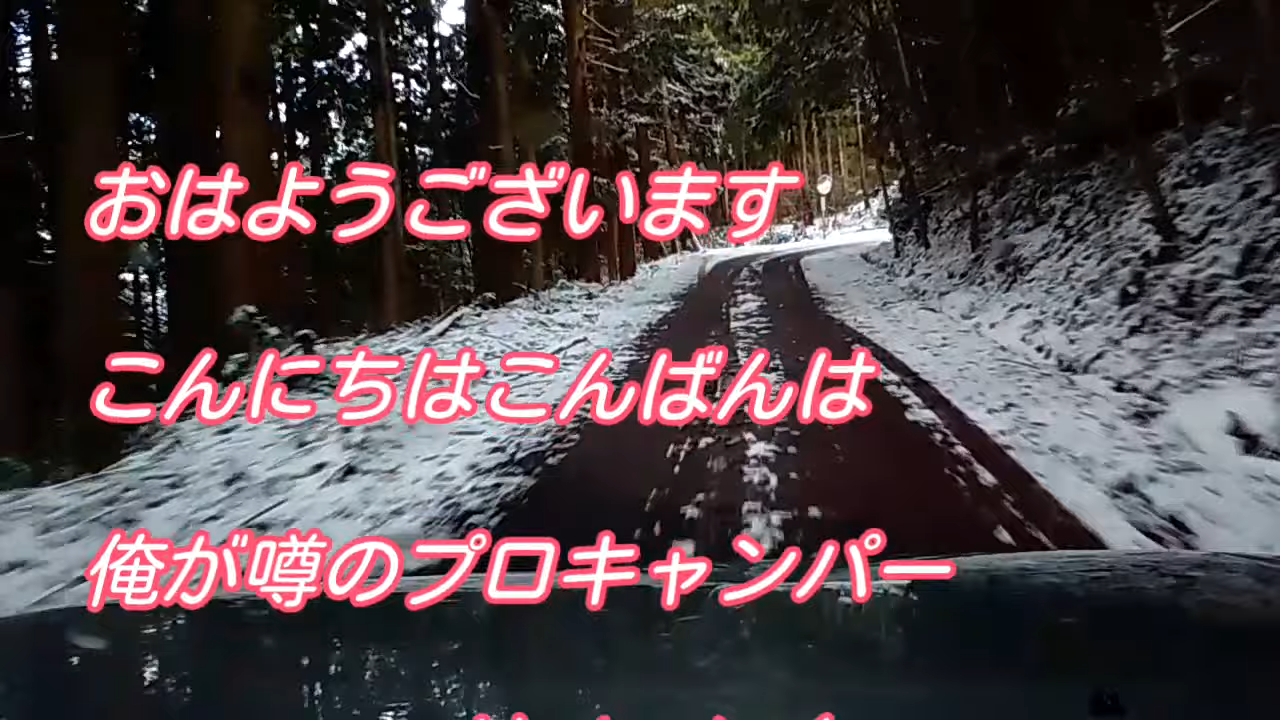 おはようございます
こんにちはこんばんは
俺が噂のプロキャンパー